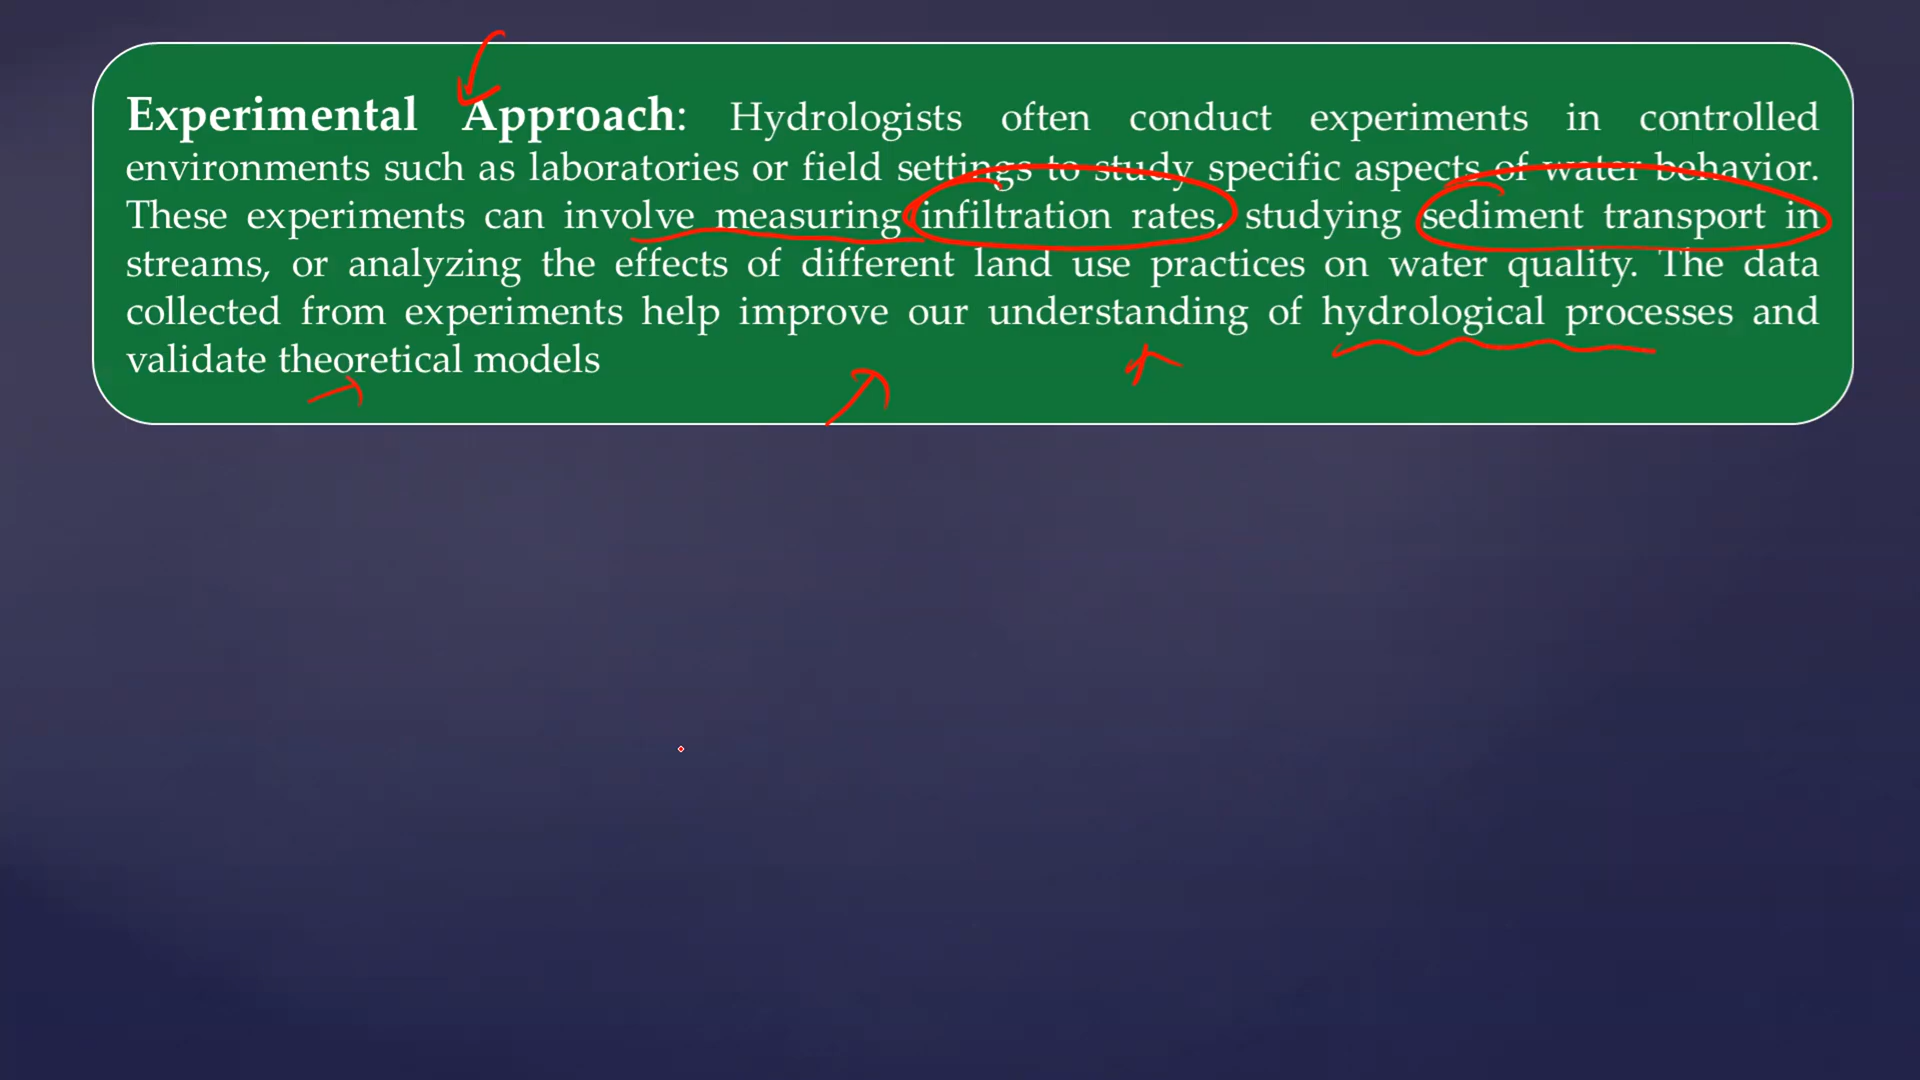 Experimental Approach: Hydrologists often conduct experiments in controlled
environments such as laboratories or field settings to study specific aspects of water behavior.
These experiments can involve measuring infiltration rates, studying sediment transport in
streams, or analyzing the effects of different land use practices on water quality. The data
collected from experiments help improve our understanding of hydrological processes and
validate theoretical models